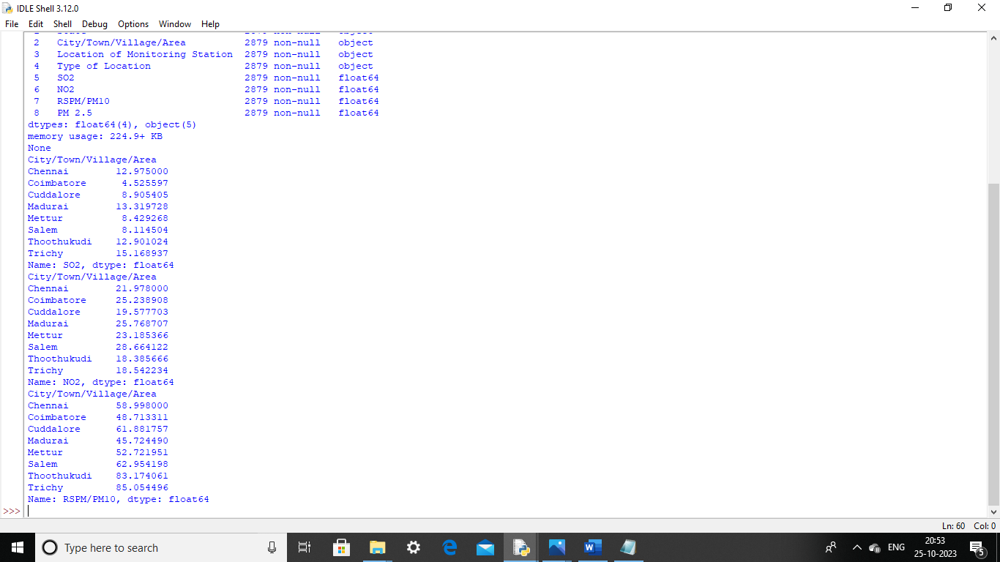 IDLE Shell 3.12.0
File Edit Shell Debug Options Window Help
2 City/Town/Village/Area 2879 non-null object
3 Location of Monitoring Station 2879 non-null object
4 Type of Location 2879 non-null object
5 SO2 2879 non-null float64
6 NO2 2879 non-null float64
7 RSPM/PM10 2879 non-null float64
8 PM 2.5 2879 non-null float64
dtypes: float64(4), object(5)
memory usage: 224.9+ KB
None
City/Town/Village/Area
Chennai 12.975000
Coimbatore 4.525597
Cuddalore 8.905405
Madurai 13.319728
Mettur 8.429268
Salem 8.114504
Thoothukudi 12.901024
Trichy 15.168937
Name: SO2, dtype: float64
City/Town/Village/Area
Chennai 21.978000
Coimbatore 25.238908
Cuddalore 19.577703
Madurai 25.768707
Mettur 23.185366
Salem 28.664122
Thoothukudi 18.385666
Trichy 18.542234
Name: NO2, dtype: float64
City/Town/Village/Area
Chennai 58.998000
Coimbatore 48.713311
Cuddalore 61.881757
Madurai 45.724490
Mettur 52.721951
Salem 62.954198
Thoothukudi 83.174061
Trichy 85.054496
Name: RSPM/PM10, dtype: float64
>>>
Ln: 60 Col: 0
Type here to search
ENG
20:53
25-10-2023
5